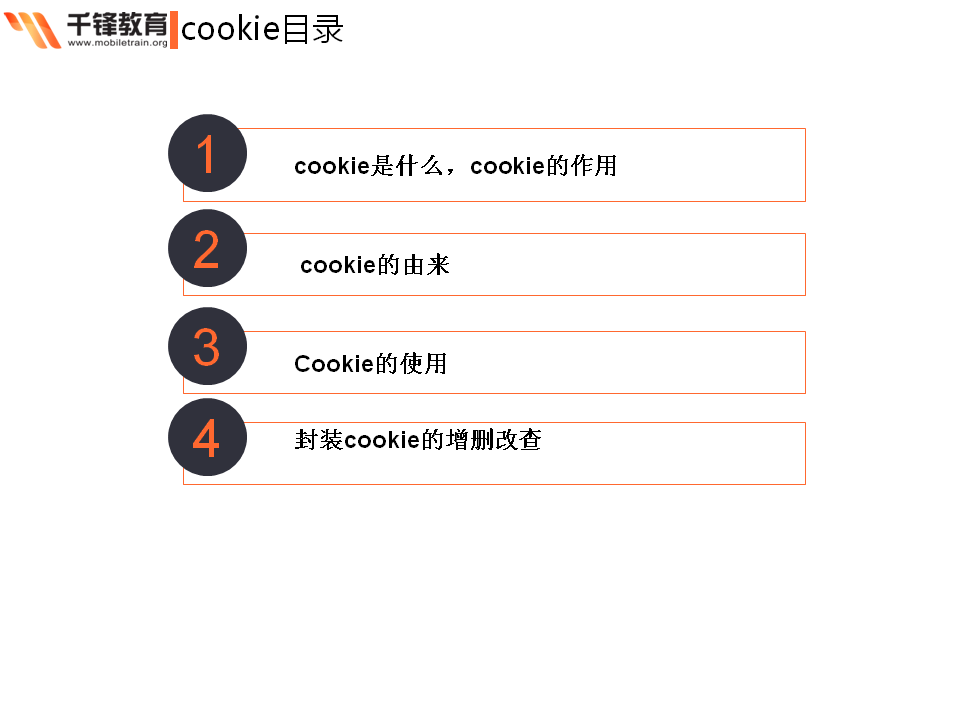 千锋教育
www.mobiletrain.org
cookie目录
1
cookie是什么，cookie的作用
2
cookie的由来
3
Cookie的使用
4
封装cookie的增删改查